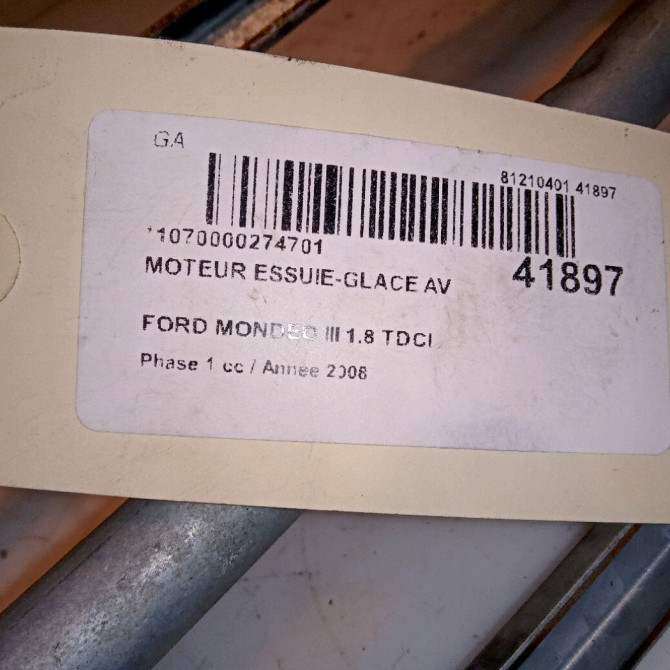 GA
81210401 41897
*1070000274701
MOTEUR ESSUIE-GLACE AV
41897
FORD MONDEO III 1.8 TDCI
Phase 1 cc / Année 2008